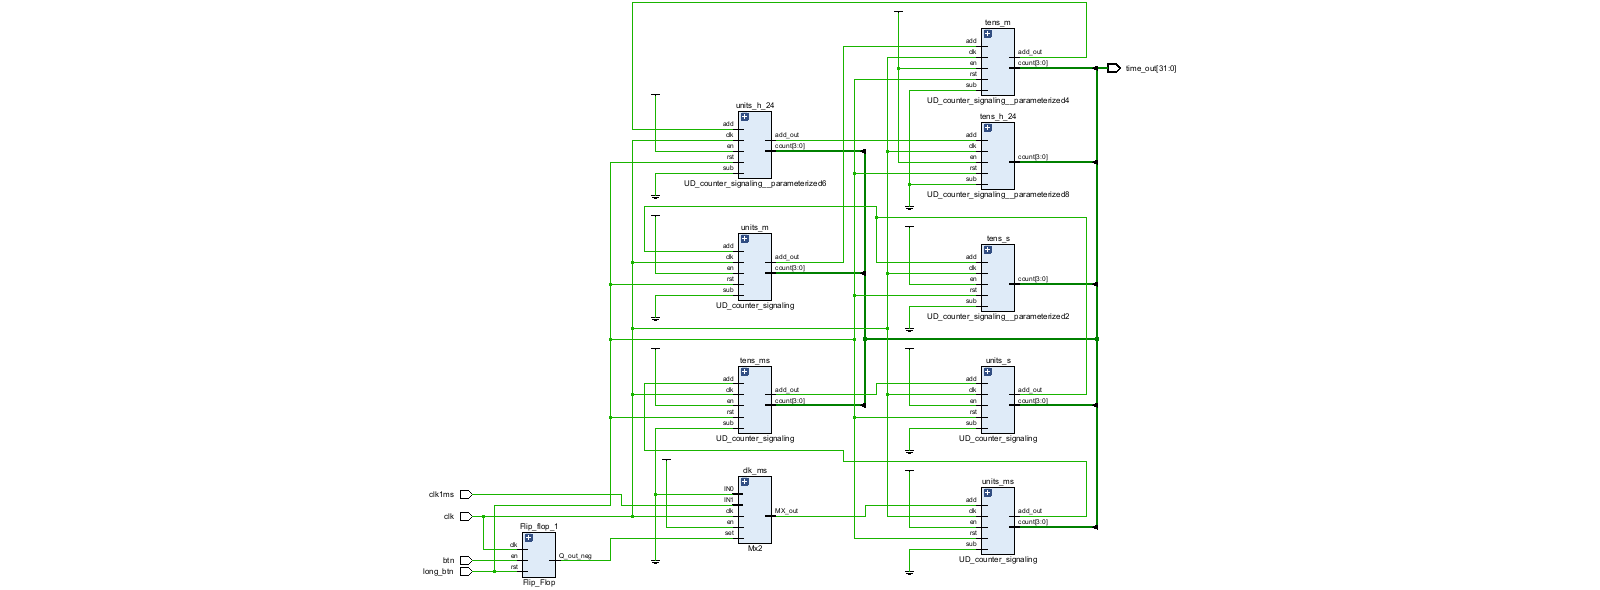 tens_m
add
clk
en
rst
sub
add_out
count[3:0]
UD_counter_signaling__parameterized4
time_out[31:0]
units_h_24
add
clk
en
rst
sub
add_out
count[3:0]
UD_counter_signaling__parameterized6
tens_h_24
add
clk
en
rst
sub
count[3:0]
UD_counter_signaling__parameterized8
units_m
add
clk
en
rst
sub
add_out
count[3:0]
UD_counter_signaling
tens_s
add
clk
en
rst
sub
count[3:0]
UD_counter_signaling__parameterized2
tens_ms
add
clk
en
rst
sub
add_out
count[3:0]
UD_counter_signaling
units_s
add
clk
en
rst
sub
add_out
count[3:0]
UD_counter_signaling
clk_ms
IN0
IN1
clk
en
set
MX_out
Mx2
units_ms
add
clk
en
rst
sub
add_out
count[3:0]
UD_counter_signaling
clk1ms
clk
btn
long_btn
Flip_flop_1
clk
en
rst
Q_out_neg
Flip_Flop